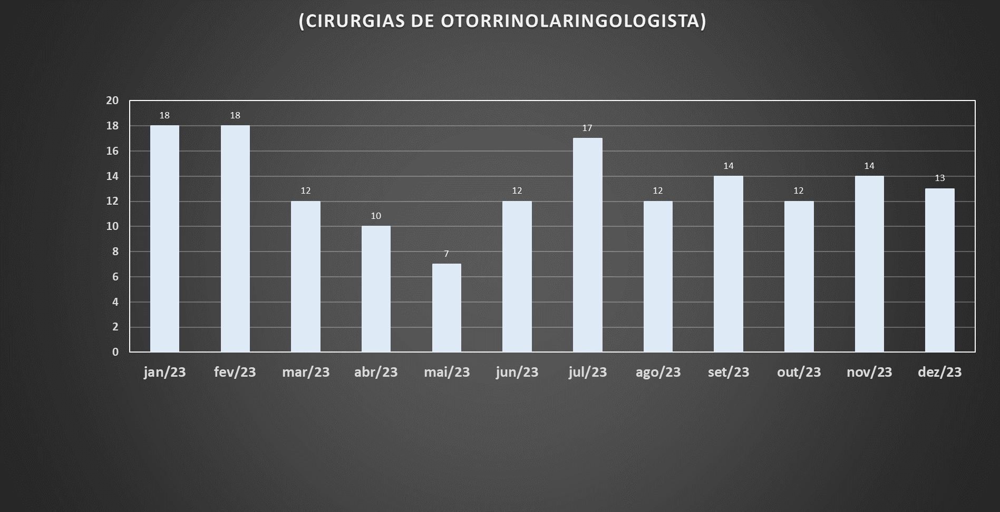 (CIRURGIAS DE OTORRINOLARINGOLOGISTA)
20
18
16
14
12
10
8
6
4
2
0
18
18
12
10
7
12
17
12
14
12
14
13
jan/23
fev/23
mar/23
abr/23
mai/23
jun/23
jul/23
ago/23
set/23
out/23
nov/23
dez/23